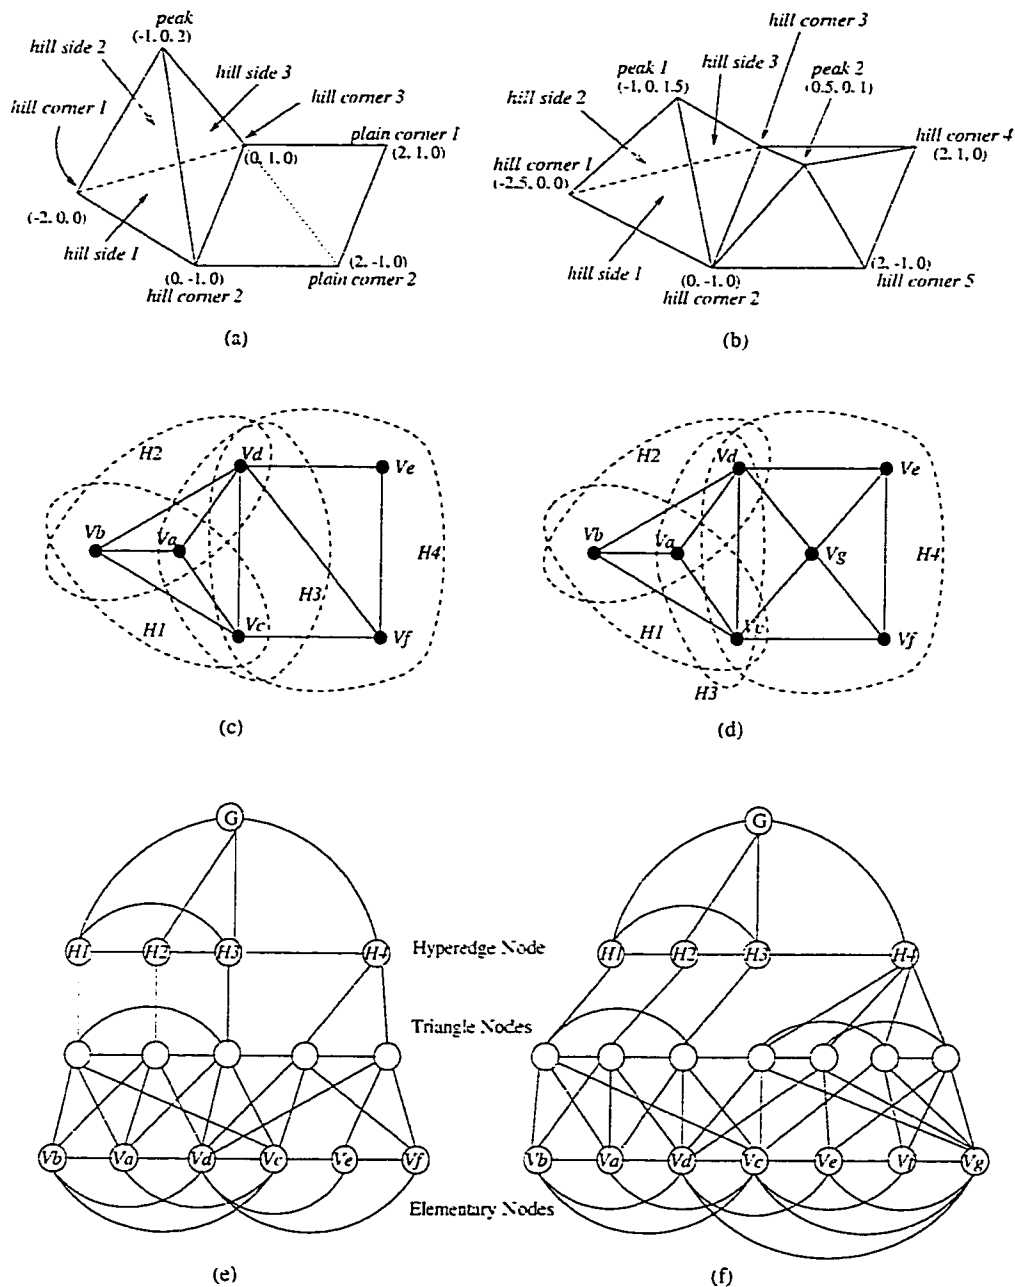 peak
(-1, 0, 2)
hill side 2
hill side 3
hill corner 1
hill corner 3
plain corner 1
(0, 1, 0)
(2, 1, 0)
(-2, 0, 0)
hill side 1
(0, -1, 0)
hill corner 2
(2, -1, 0)
plain corner 2
(a)
hill corner 3
hill side 3
peak 1
(-1, 0, 1.5)
peak 2
(0.5, 0, 1)
hill side 2
hill corner 1
(-2.5, 0, 0)
hill corner 4
(2, 1, 0)
hill side 1
(0, -1, 0)
hill corner 2
(2, -1, 0)
hill corner 5
(b)
H2
Vd
Ve
Vb
Va
H4
H3
H1
Vc
Vf
(c)
H2
Vd
Ve
Vb
Va
Vg
H4
H1
Vc
Vf
H3
(d)
G
H1
H2
H3
H4
Hyperedge Node
Triangle Nodes
Vb
Va
Vd
Vc
Ve
Vf
Elementary Nodes
(e)
G
H1
H2
H3
H4
Vb
Va
Vd
Vc
Ve
Vf
Vg
(f)